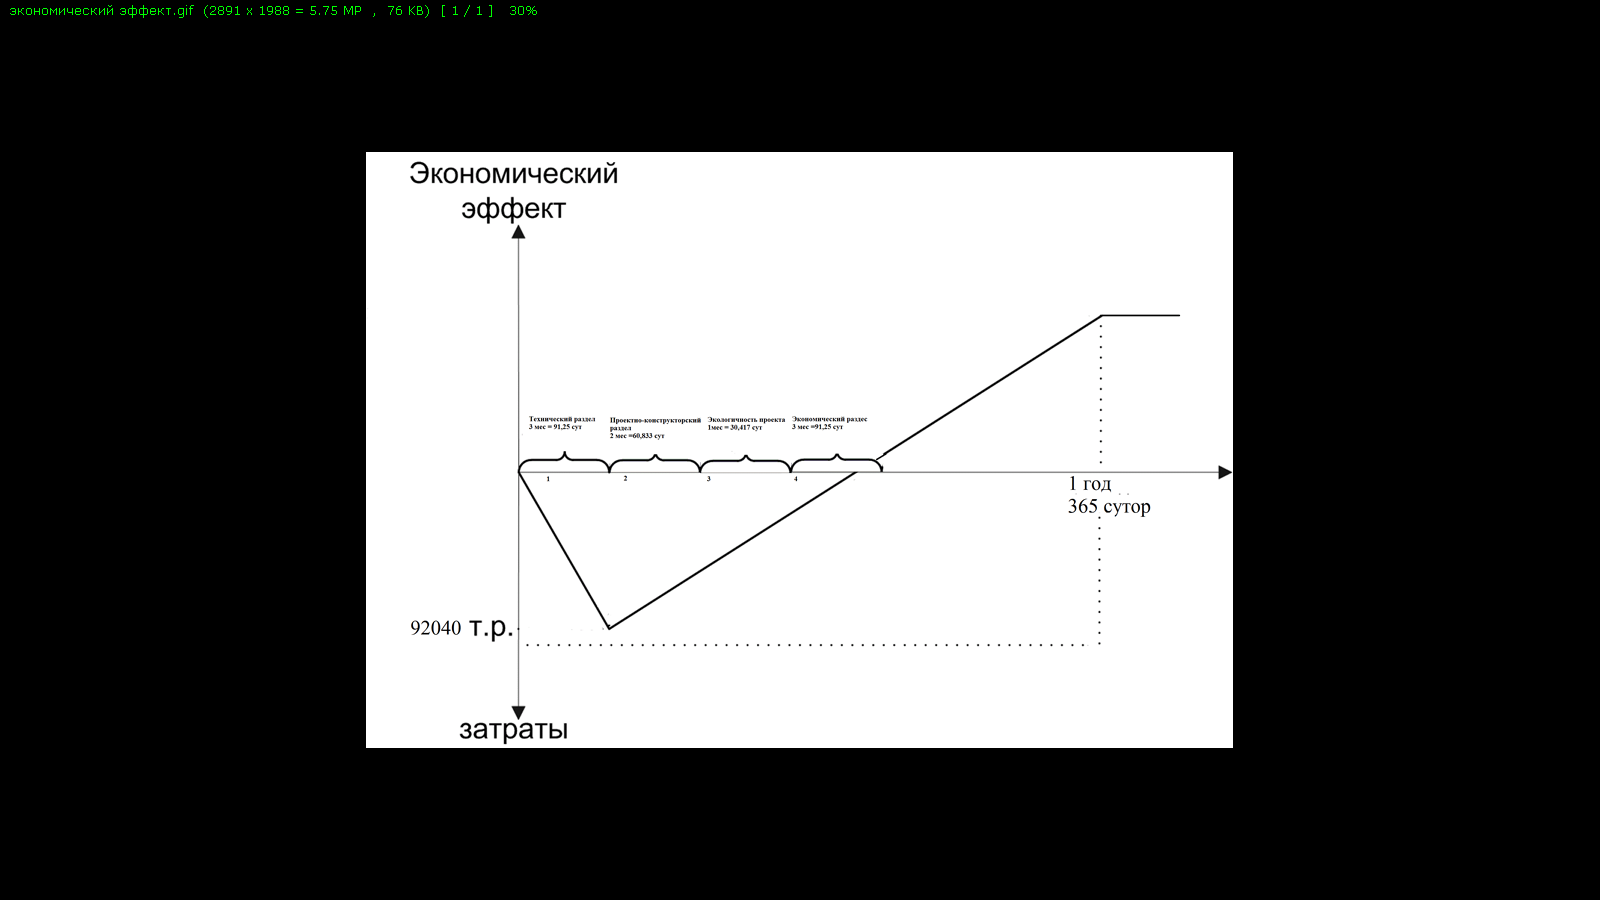 экономический эффект.gif (2891 x 1988 = 5.75 MP , 76 KB) [ 1 / 1 ] 30%
Экономический
эффект
Технический раздел
3 мес = 91,25 сут
Проектно-конструкторский
раздел
2 мес =60,833 сут
Экологичность проекта
1мес = 30,417 сут
Экономический раздес
3 мес =91,25 сут
1
2
3
4
1 год
365 сутор
92040 т.р.
затраты